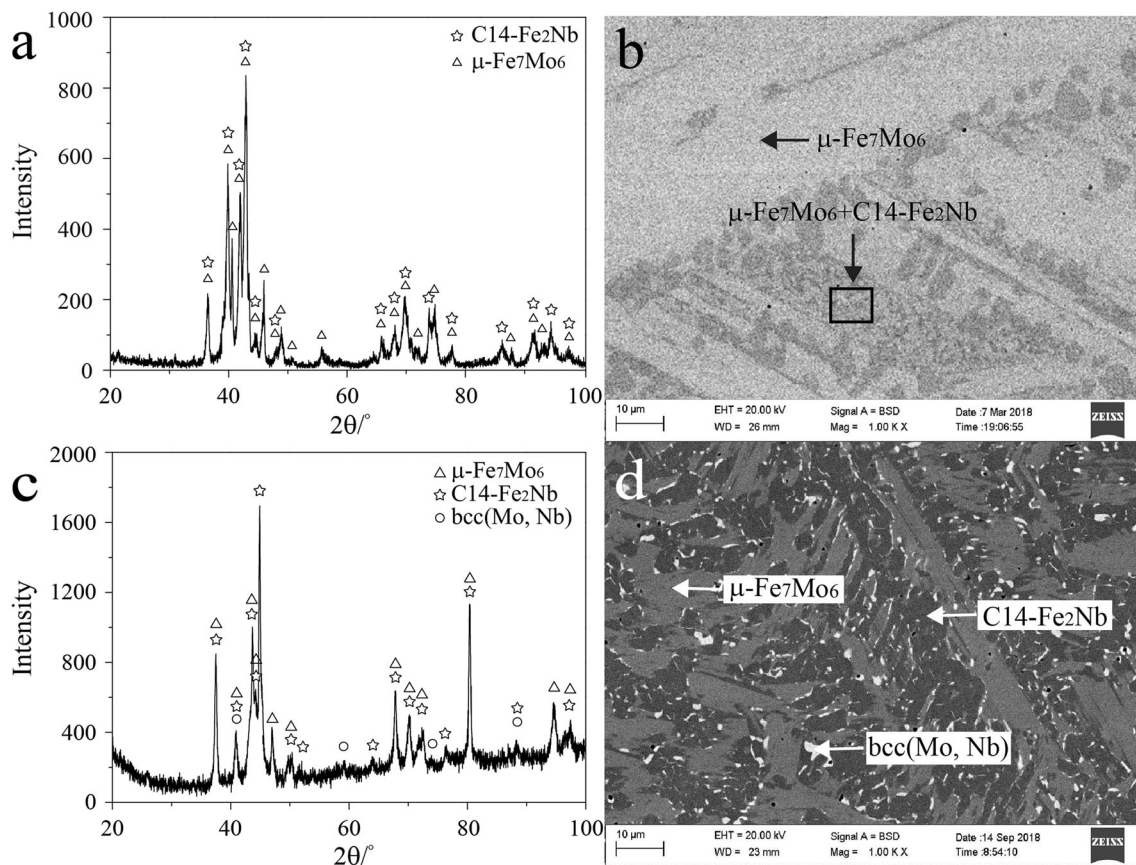 a
Intensity
1000
800
600
400
200
0
20
40
60
80
100
2θ/°
☆ C14-Fe2Nb
△ μ-Fe7Mo6
b
μ-Fe7Mo6
μ-Fe7Mo6+C14-Fe2Nb
10 μm
EHT = 20.00 kV
Signal A = BSD
Date :7 Mar 2018
WD = 26 mm
Mag = 1.00 K X
Time :19:06:55
ZEISS
c
Intensity
2000
1600
1200
800
400
0
20
40
60
80
100
2θ/°
△ μ-Fe7Mo6
☆ C14-Fe2Nb
○ bcc(Mo, Nb)
d
μ-Fe7Mo6
C14-Fe2Nb
bcc(Mo, Nb)
10 μm
EHT = 20.00 kV
Signal A = BSD
Date :14 Sep 2018
WD = 23 mm
Mag = 1.00 K X
Time :8:54:10
ZEISS